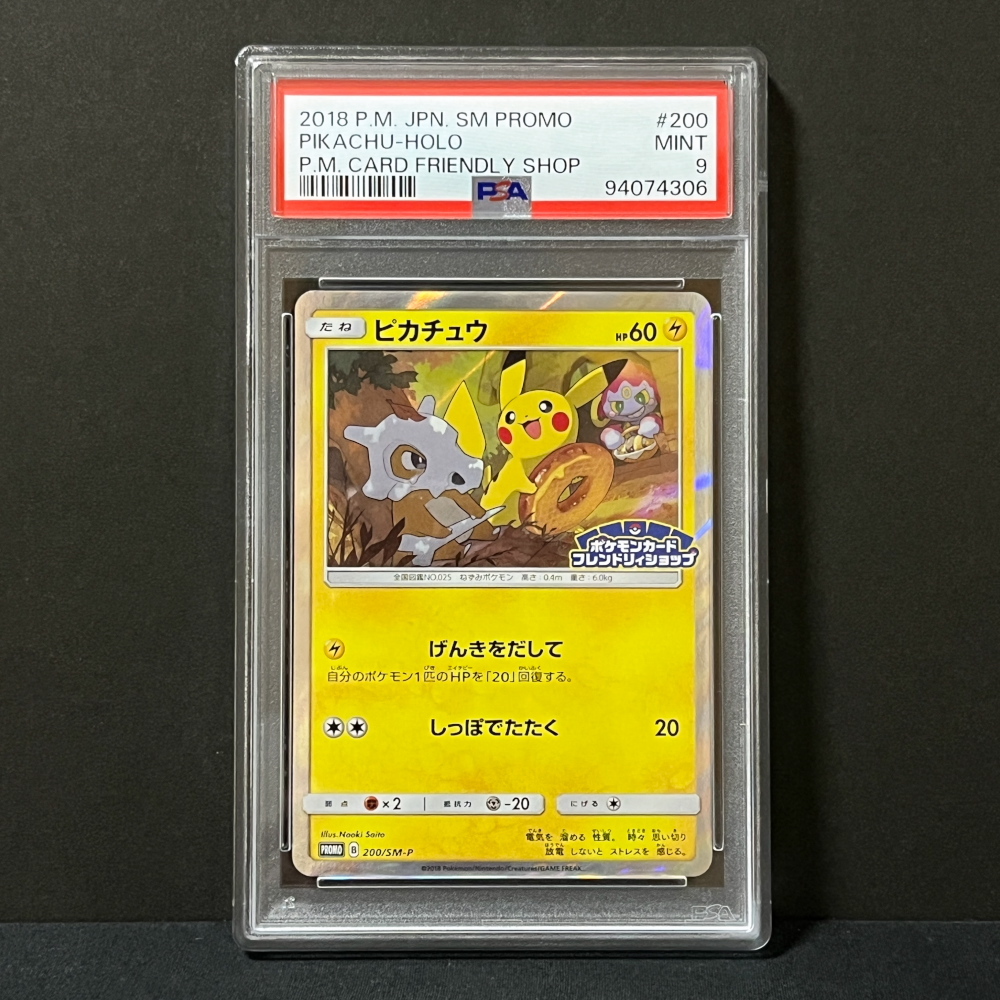 2018 P.M. JPN. SM PROMO #200
PIKACHU-HOLO MINT
P.M. CARD FRIENDLY SHOP 9
PSA 94074306
たね ピカチュウ HP60
ポケモンカード
フレンドリィショップ
全国図鑑NO.025 ねずみポケモン 高さ:0.4m 重さ:6.0kg
げんきをだして
自分のポケモン1匹のHPを「20」回復する。
しっぽでたたく 20
弱点 ×2 抵抗力 -20 にげる
Illus.Naoki Saito
電気を 溜める 性質。 時々 思い切り
放電 しないと ストレスを 感じる。
PROMO B 200/SM-P
©2018 Pokémon/Nintendo/Creatures/GAME FREAK.
PSA